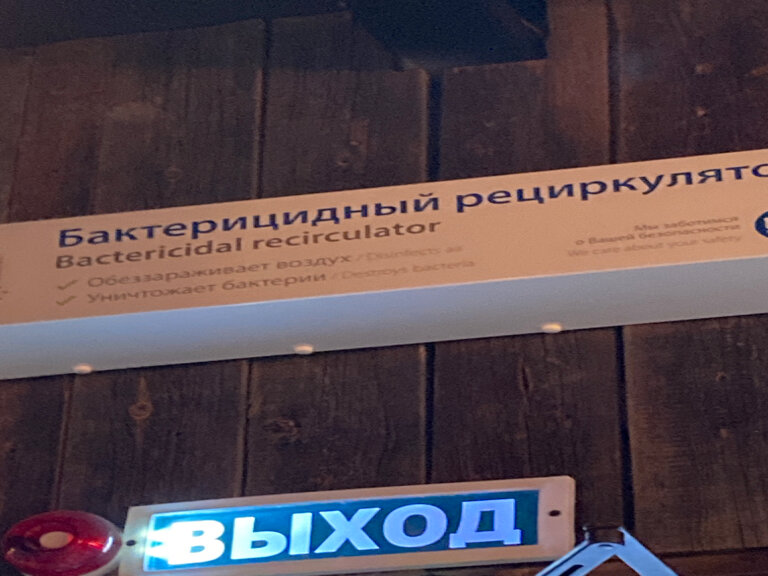 Бактерицидный рециркулято
Bactericidal recirculator
Обеззараживает воздух / Disinfects air
Уничтожает бактерии / Destroys bacteria
Мы заботимся
о Вашей безопасности
We care about your safety
ВЫХОД